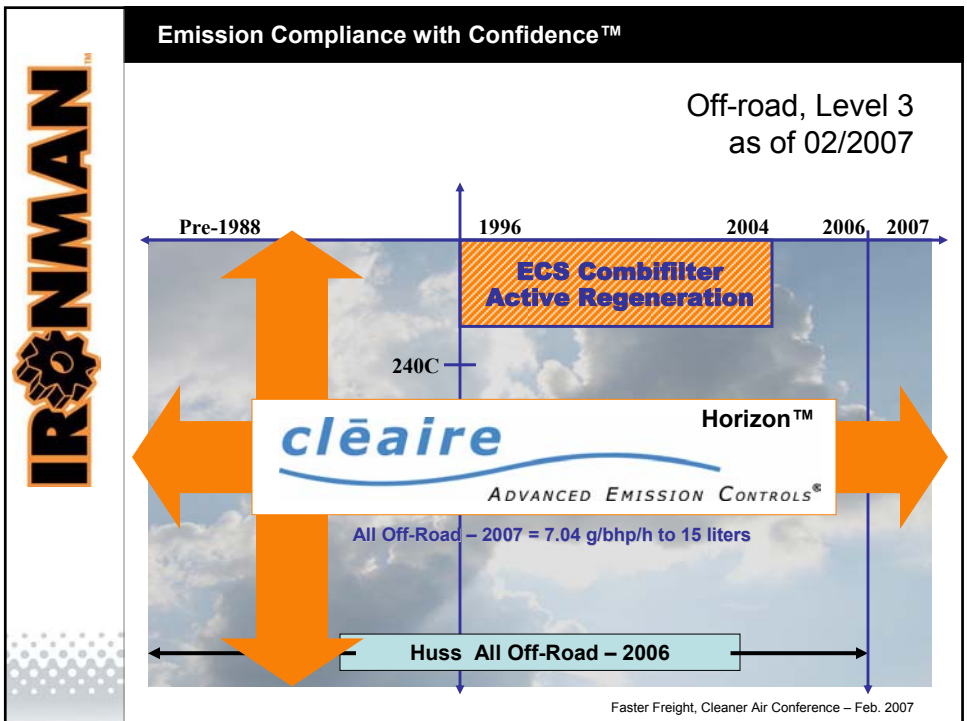 Emission Compliance with Confidence™
IRONMAN™
Off-road, Level 3
as of 02/2007
Pre-1988
1996
2004
2006
2007
ECS Combifilter
Active Regeneration
240C
Horizon™
clēaire
ADVANCED EMISSION CONTROLS®
All Off-Road – 2007 = 7.04 g/bhp/h to 15 liters
Huss All Off-Road – 2006
Faster Freight, Cleaner Air Conference – Feb. 2007